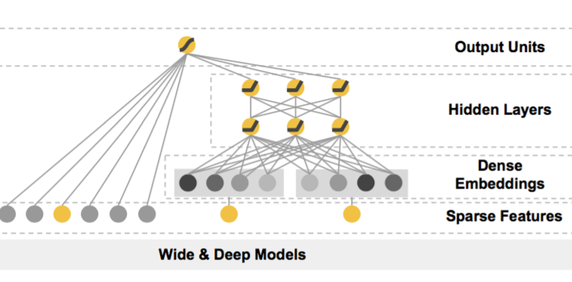 Output Units
Hidden Layers
Dense
Embeddings
Sparse Features
Wide & Deep Models